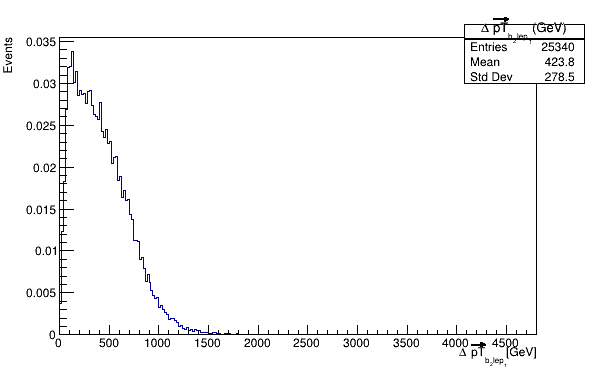 Δ pT b₂lep₁ (GeV)
Entries 25340
Mean 423.8
Std Dev 278.5
Events
0.035
0.03
0.025
0.02
0.015
0.01
0.005
0
0 500 1000 1500 2000 2500 3000 3500 4000 4500
Δ pT b₂lep₁ [GeV]